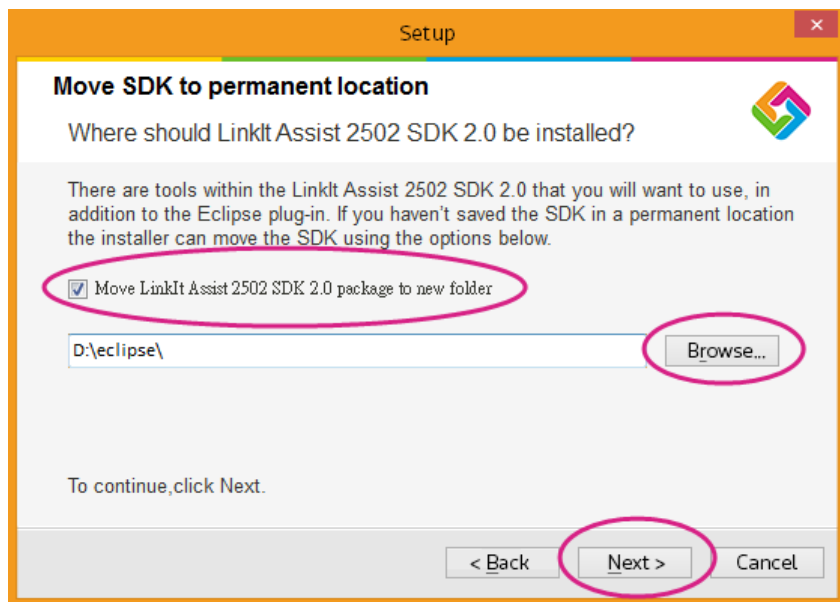 Setup
Move SDK to permanent location
Where should LinkIt Assist 2502 SDK 2.0 be installed?
There are tools within the LinkIt Assist 2502 SDK 2.0 that you will want to use, in
addition to the Eclipse plug-in. If you haven't saved the SDK in a permanent location
the installer can move the SDK using the options below.
Move LinkIt Assist 2502 SDK 2.0 package to new folder
D:\eclipse\
Browse...
To continue,click Next.
< Back
Next >
Cancel